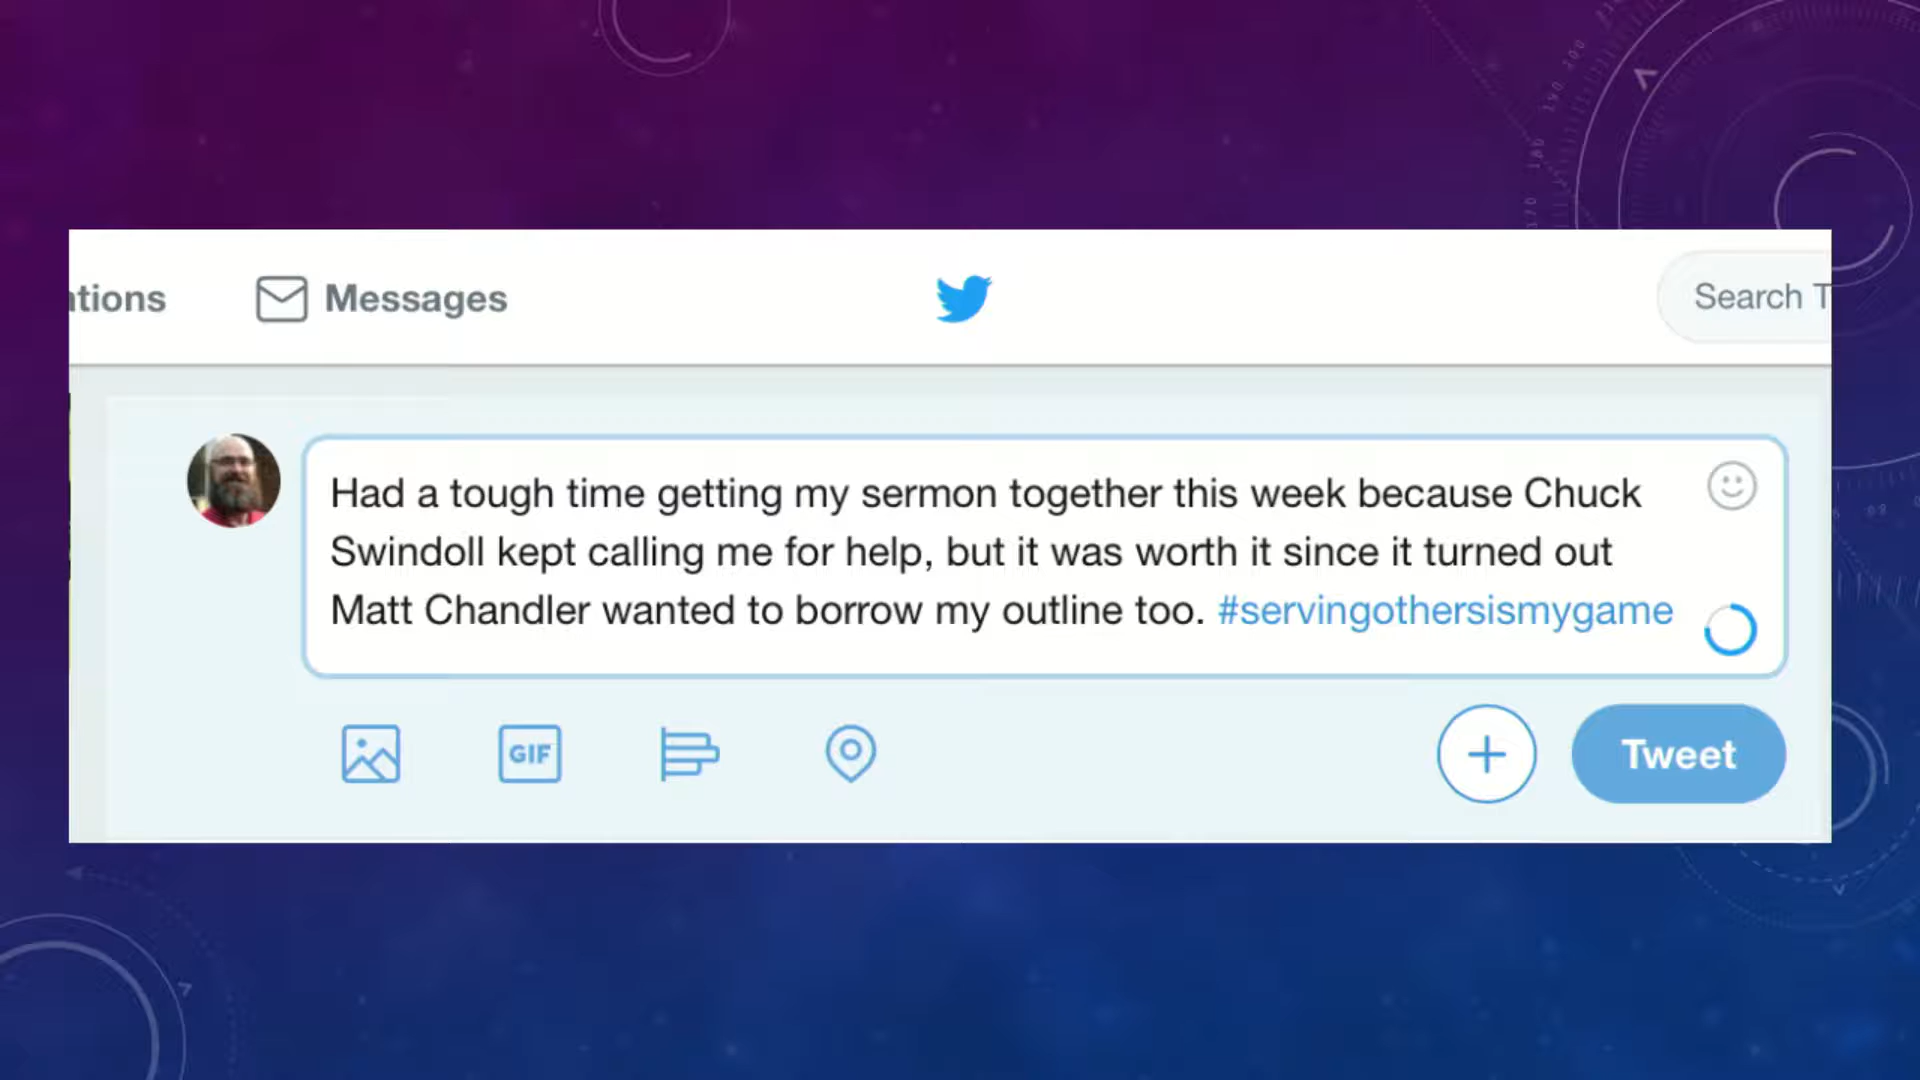 ntions
Messages
Search T
Had a tough time getting my sermon together this week because Chuck
Swindoll kept calling me for help, but it was worth it since it turned out
Matt Chandler wanted to borrow my outline too. #servingothersismygame
GIF
Tweet